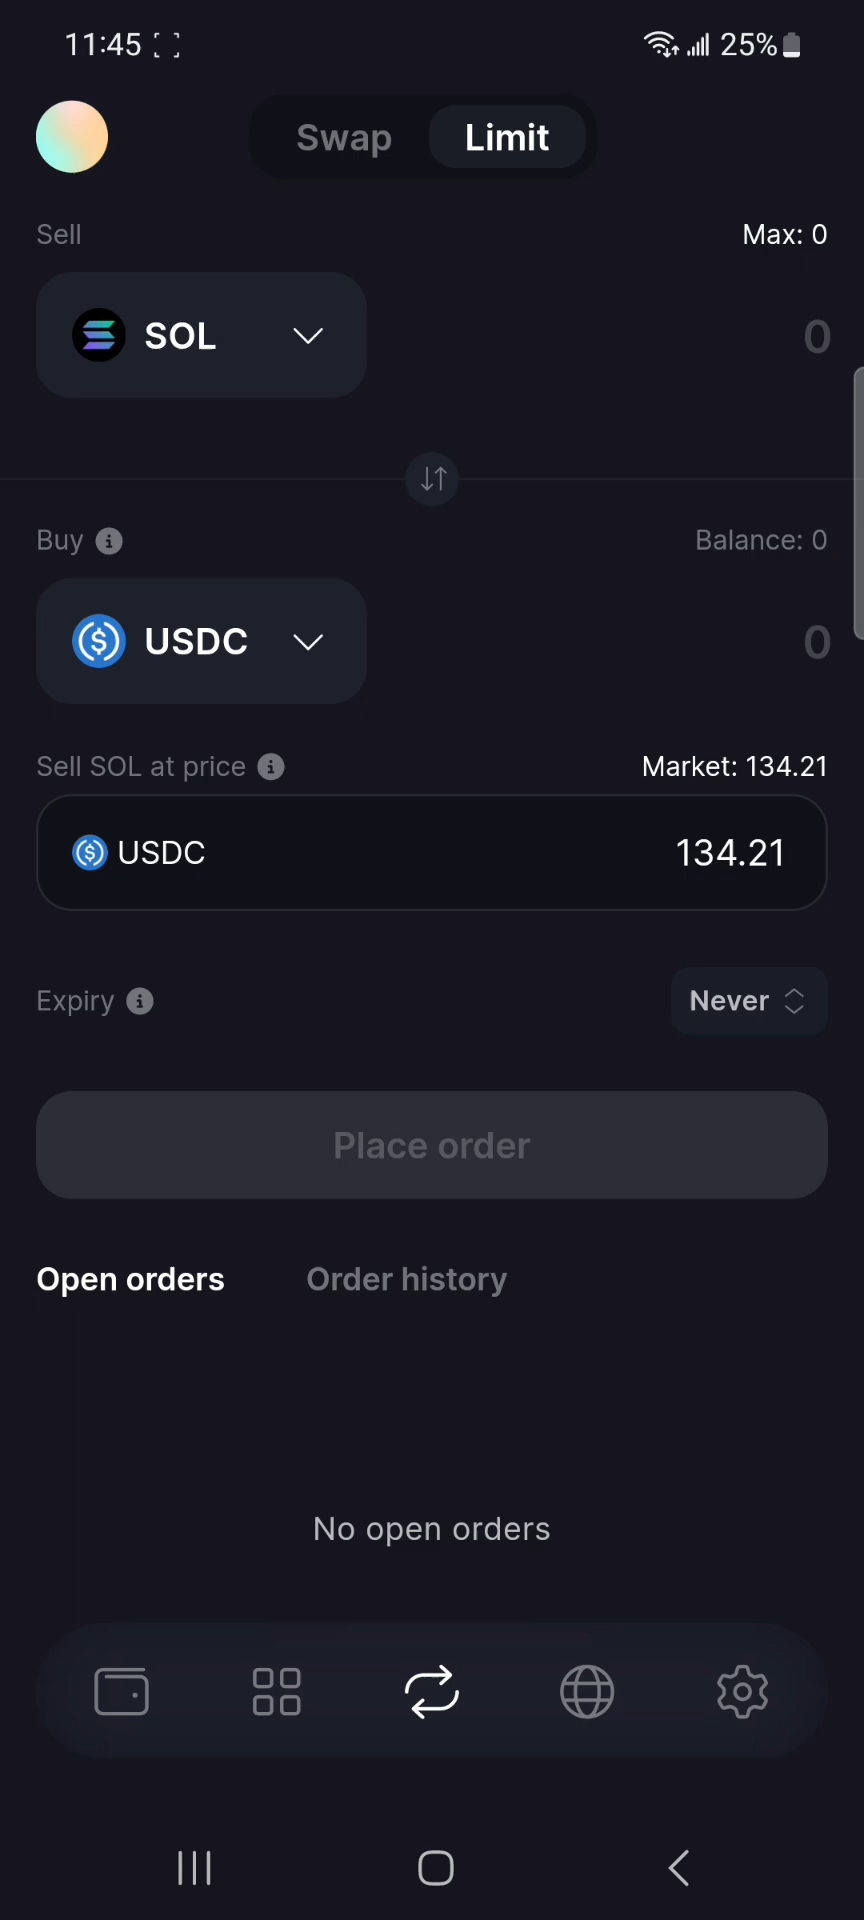 11:45 25%
Swap Limit
Sell Max: 0
SOL 0
Buy Balance: 0
USDC 0
Sell SOL at price Market: 134.21
USDC 134.21
Expiry Never
Place order
Open orders Order history
No open orders